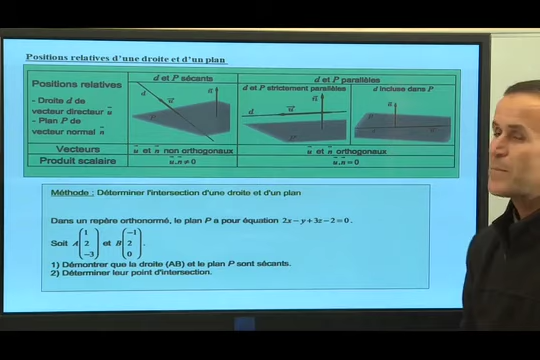 Positions relatives d'une droite et d'un plan
Positions relatives
- Droite d de
vecteur directeur u⃗
- Plan P de
vecteur normal n⃗
d et P sécants
d et P parallèles
d et P strictement parallèles
d incluse dans P
d
u⃗
n⃗
P
d
u⃗
n⃗
P
n⃗
Vecteurs
u⃗ et n⃗ non orthogonaux
u⃗ et n⃗ orthogonaux
Produit scalaire
u⃗.n⃗≠0
u⃗.n⃗=0
Méthode : Déterminer l'intersection d'une droite et d'un plan
Dans un repère orthonormé, le plan P a pour équation 2x − y + 3z − 2 = 0 .
Soit A(1 2 −3) et B(−1 2 0).
1) Démontrer que la droite (AB) et le plan P sont sécants.
2) Déterminer leur point d'intersection.